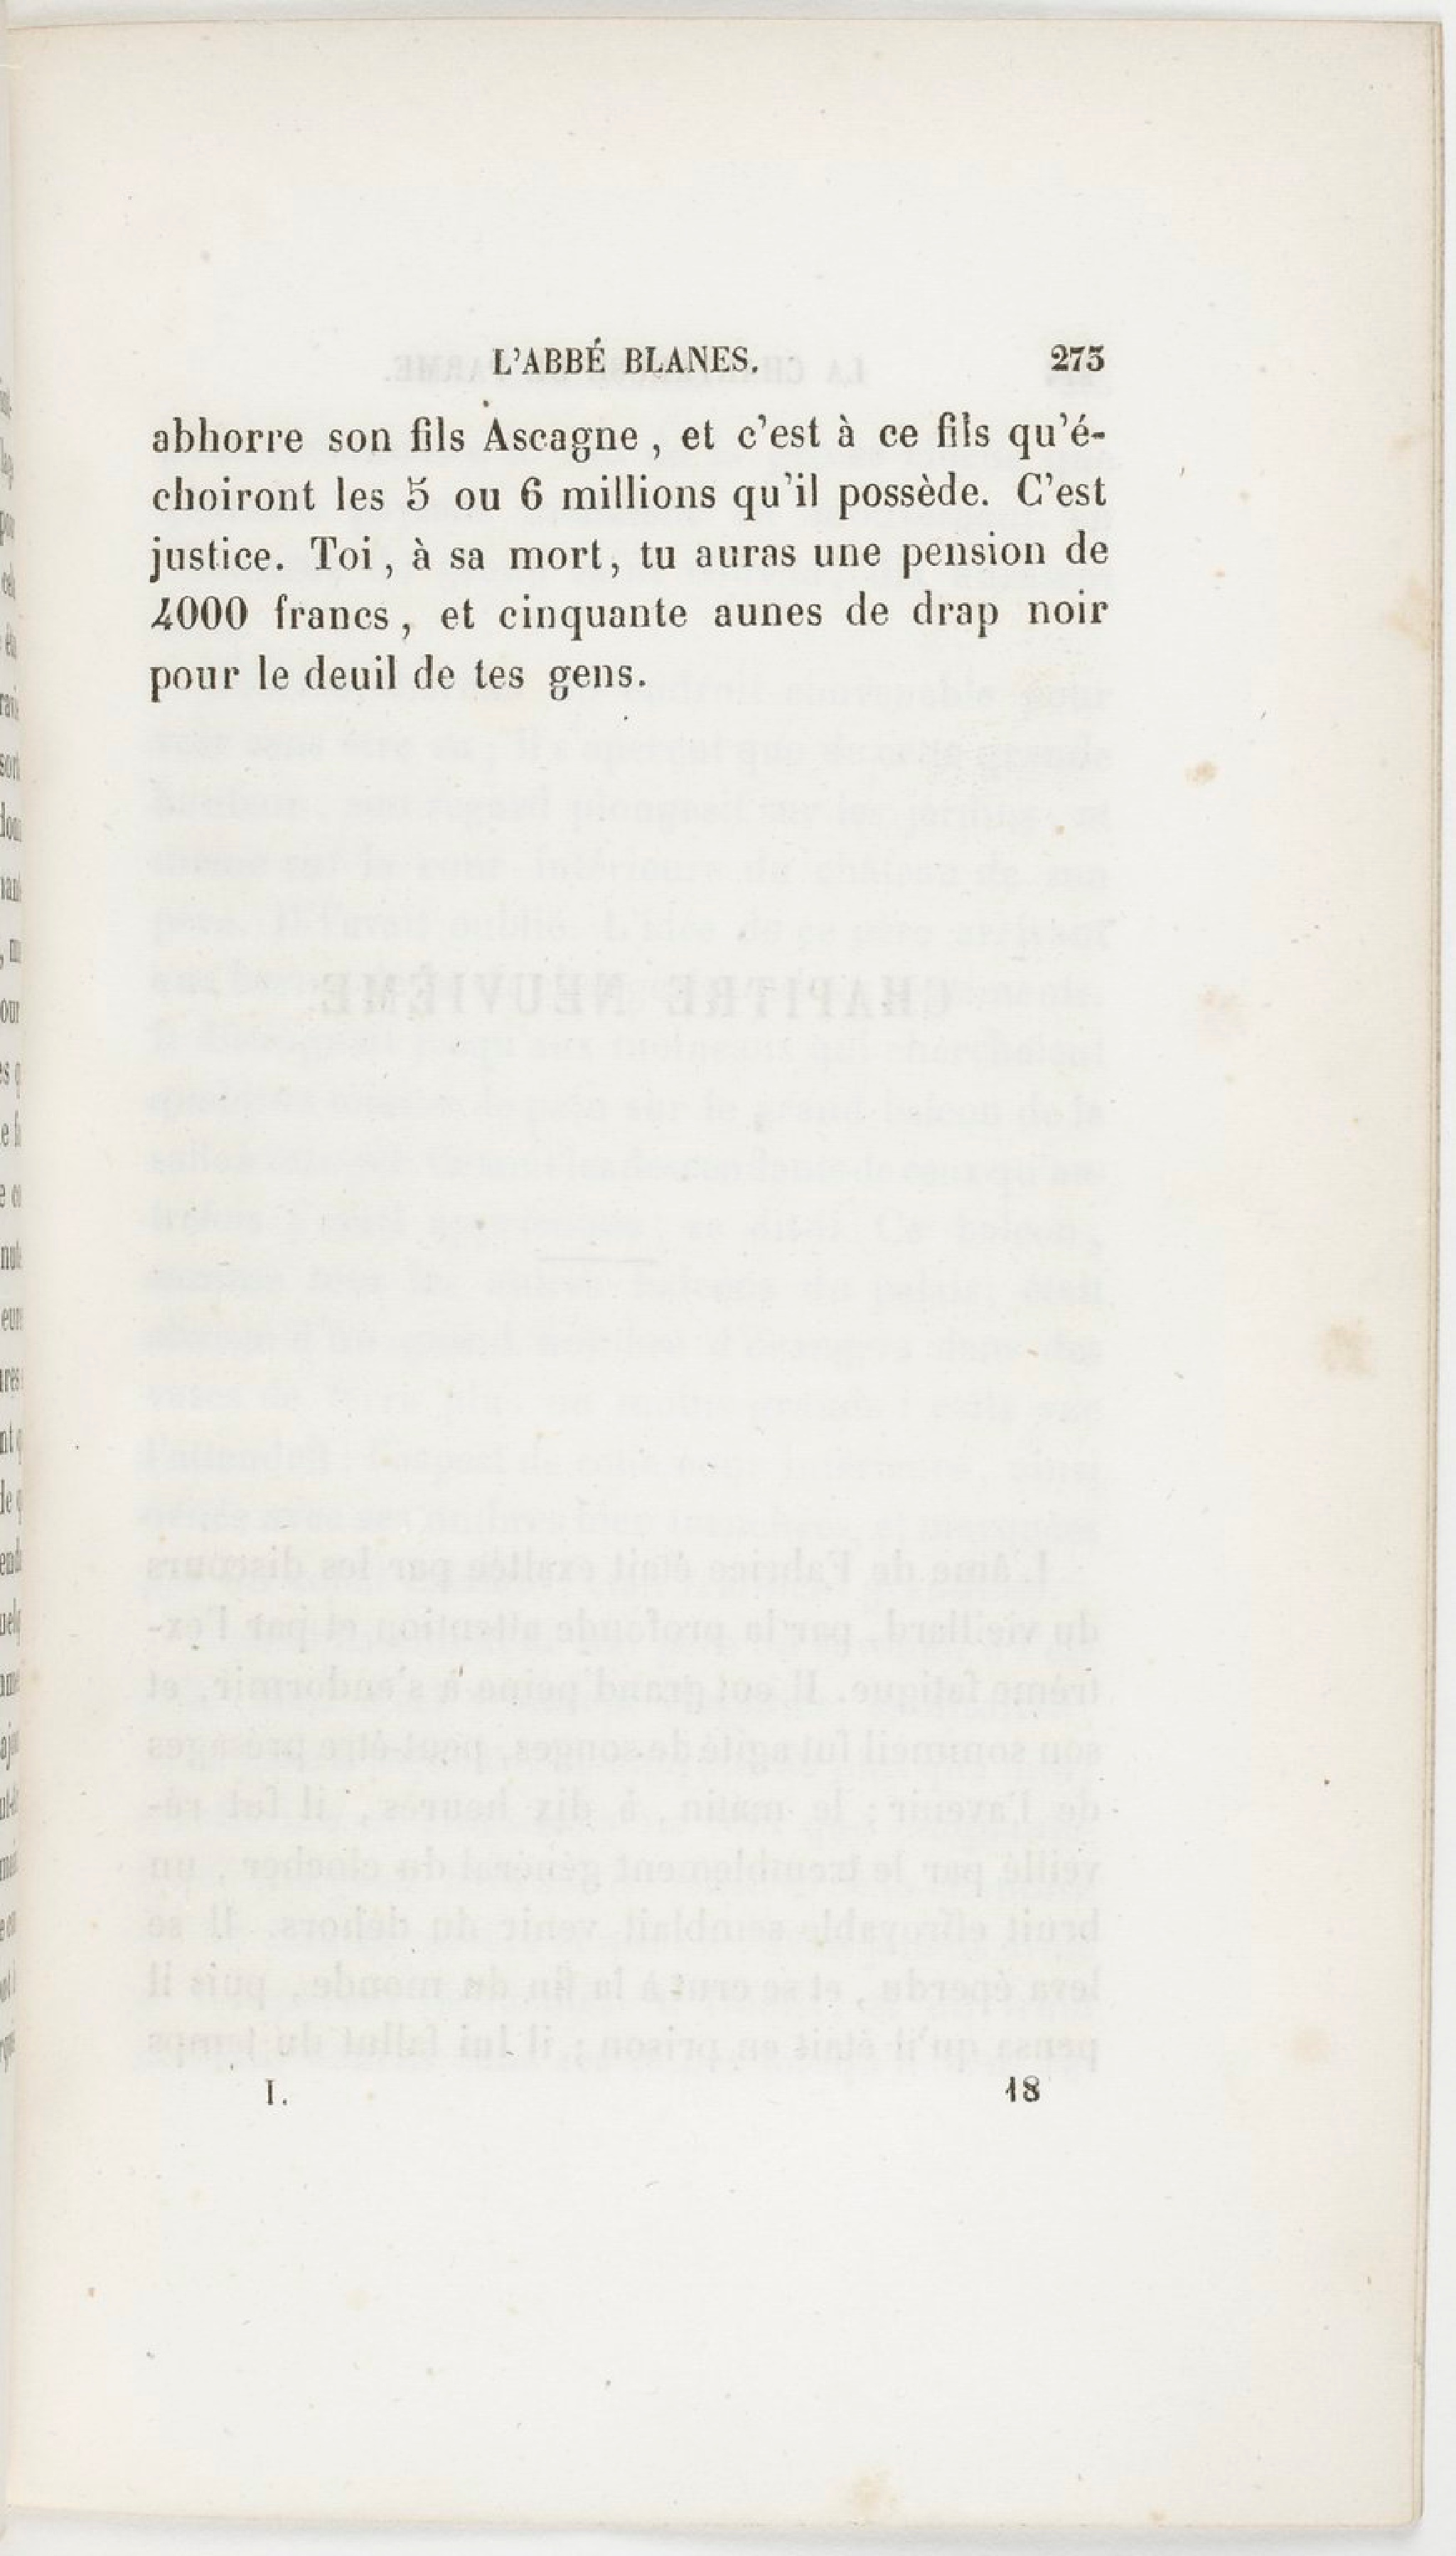 L'ABBÉ BLANES. 273
abhorre son fils Ascagne, et c'est à ce fils qu'é-
choiront les 5 ou 6 millions qu'il possède. C'est
justice. Toi, à sa mort, tu auras une pension de
4000 francs, et cinquante aunes de drap noir
pour le deuil de tes gens.
I. 18